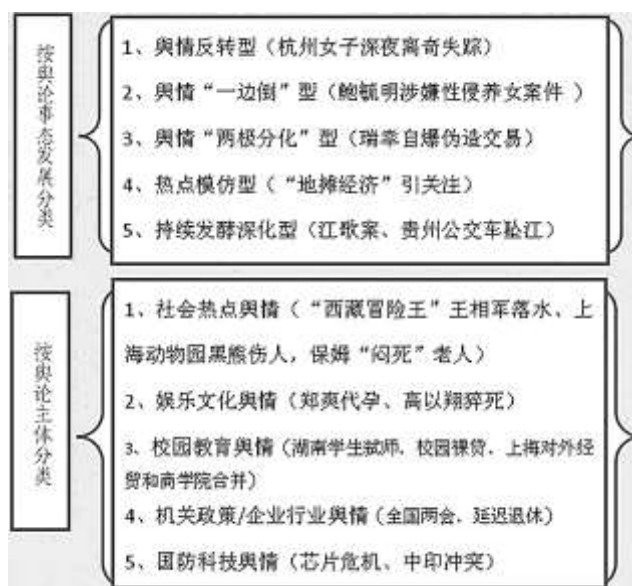 按舆论事态发展分类
1、舆情反转型（杭州女子深夜离奇失踪）
2、舆情“一边倒”型（鲍毓明涉嫌性侵养女案件 ）
3、舆情“两极分化”型（瑞幸自爆伪造交易）
4、热点模仿型（“地摊经济”引关注）
5、持续发酵深化型（江歌案、贵州公交车坠江）
按舆论主体分类
1、社会热点舆情（“西藏冒险王”王相军落水、上
海动物园黑熊伤人，保姆“闷死”老人）
2、娱乐文化舆情（郑爽代孕、高以翔猝死）
3、校园教育舆情（湖南学生弑师、校园裸贷、上海对外经
贸和商学院合并）
4、机关政策/企业行业舆情（全国两会、延迟退休）
5、国防科技舆情（芯片危机、中印冲突）